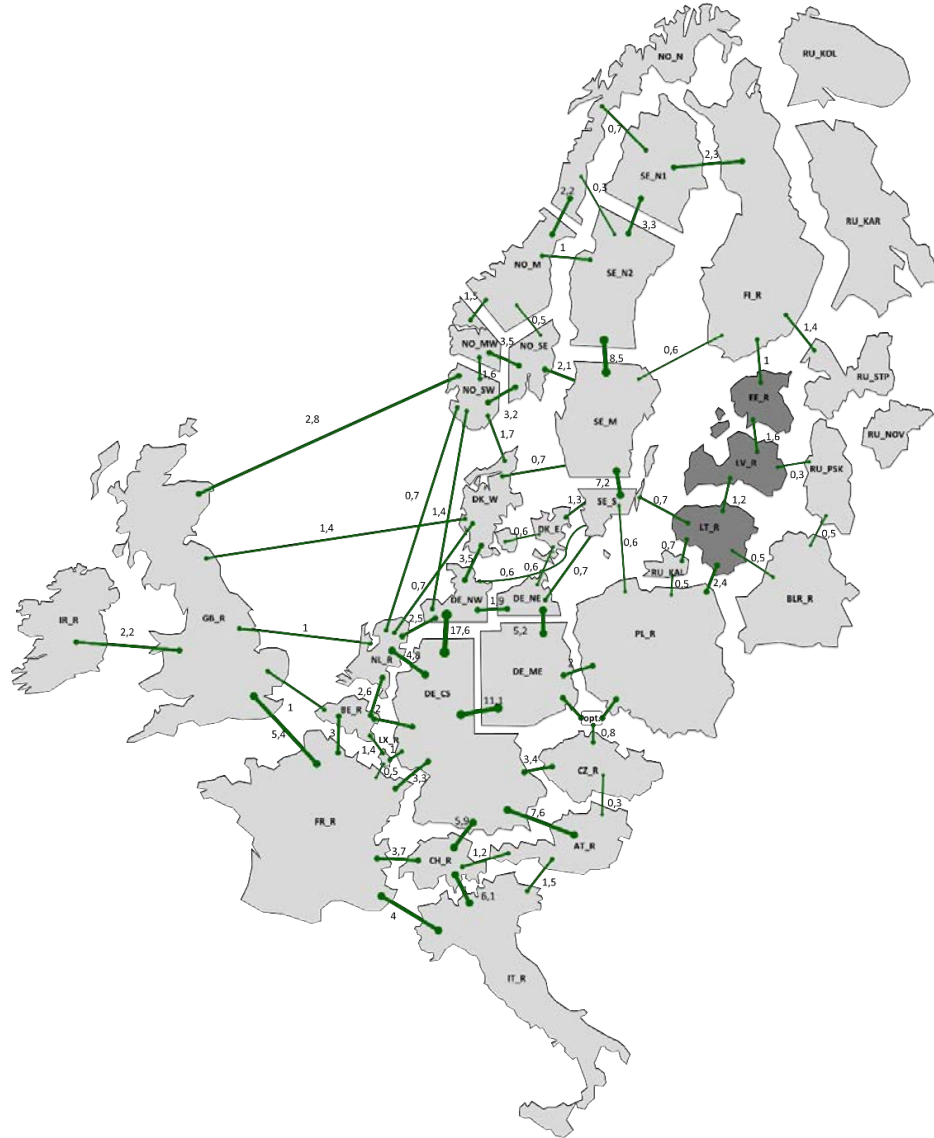 RU_KOL
NO_N
0,7
2,3
SE_N1
0,3
2,2
RU_KAR
3,3
1
NO_M
SE_N2
FI_R
1,5
0,5
1,4
NO_MW
3,5
NO_SE
8,5
0,6
1
1,6
2,1
RU_STP
NO_SW
EE_R
3,2
2,8
SE_M
1,7
RU_NOV
1,6
LV_R
0,7
0,7
RU_PSK
0,3
7,2
DK_W
SE_S
0,7
1,2
1,4
1,3
LT_R
1,4
0,6
DK_E
0,6
0,7
3,5
0,5
0,6
0,6
0,7
RU_KAL
0,7
0,5
2,4
BLR_R
IR_R
DE_NW
1,9
DE_NE
GB_R
2,5
1
17,6
5,2
PL_R
2,2
NL_R
4,8
2
DE_ME
2,6
DE_CS
11,1
7
1
BE_R
2
opt.
5,4
3
LX_R
0,8
1,4
1
0,5
3,3
3,4
CZ_R
0,3
FR_R
5,9
7,6
AT_R
3,7
CH_R
1,2
1,5
6,1
4
IT_R